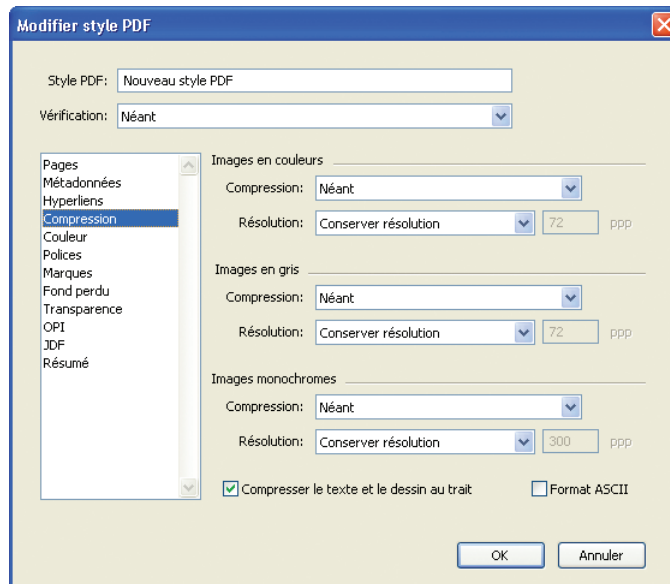 Modifier style PDF
Style PDF: Nouveau style PDF
Vérification: Néant
Pages
Métadonnées
Hyperliens
Compression
Couleur
Polices
Marques
Fond perdu
Transparence
OPI
JDF
Résumé
Images en couleurs
Compression: Néant
Résolution: Conserver résolution 72 ppp
Images en gris
Compression: Néant
Résolution: Conserver résolution 72 ppp
Images monochromes
Compression: Néant
Résolution: Conserver résolution 300 ppp
Compresser le texte et le dessin au trait Format ASCII
OK Annuler